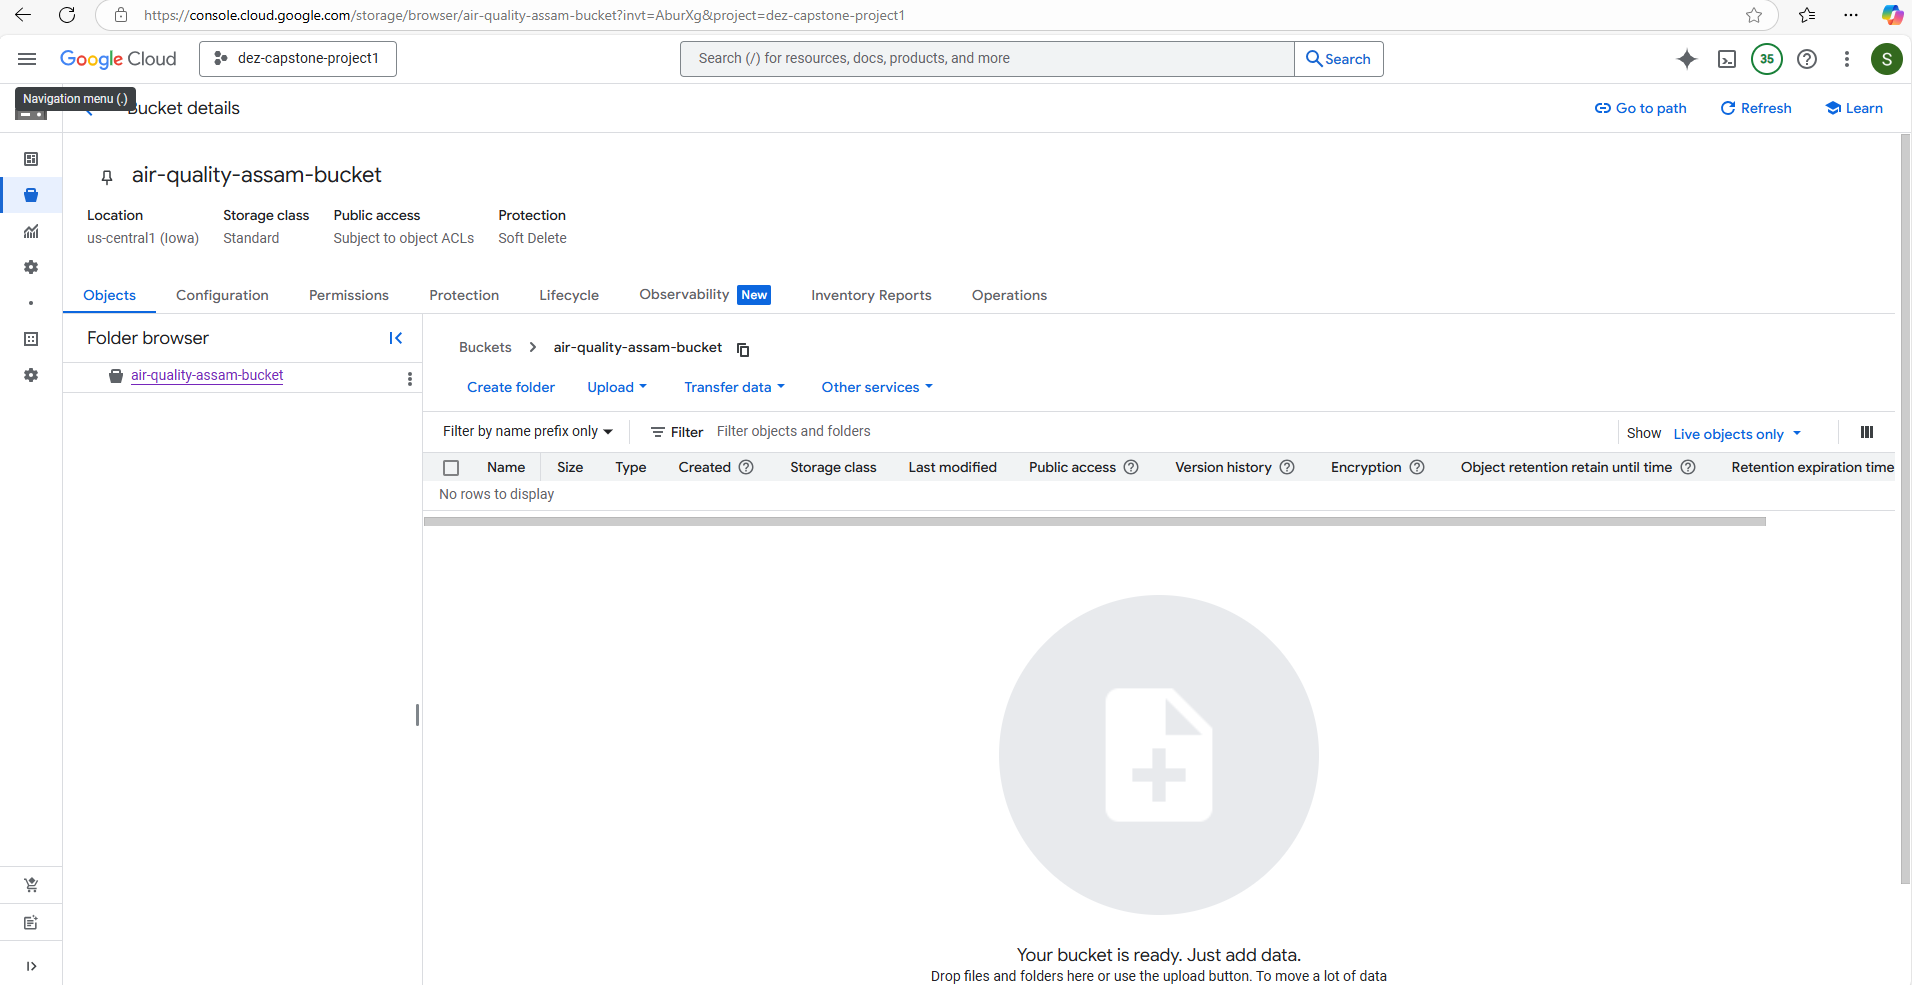 https://console.cloud.google.com/storage/browser/air-quality-assam-bucket?invt=AburXg&project=dez-capstone-project1
Google Cloud
dez-capstone-project1
Search (/) for resources, docs, products, and more
Search
35
S
Navigation menu (.)
Bucket details
Go to path
Refresh
Learn
air-quality-assam-bucket
Location Storage class Public access Protection
us-central1 (Iowa) Standard Subject to object ACLs Soft Delete
Objects Configuration Permissions Protection Lifecycle Observability New Inventory Reports Operations
Folder browser
air-quality-assam-bucket
Buckets > air-quality-assam-bucket
Create folder Upload Transfer data Other services
Filter by name prefix only Filter Filter objects and folders Show Live objects only
Name Size Type Created Storage class Last modified Public access Version history Encryption Object retention retain until time Retention expiration time
No rows to display
Your bucket is ready. Just add data.
Drop files and folders here or use the upload button. To move a lot of data